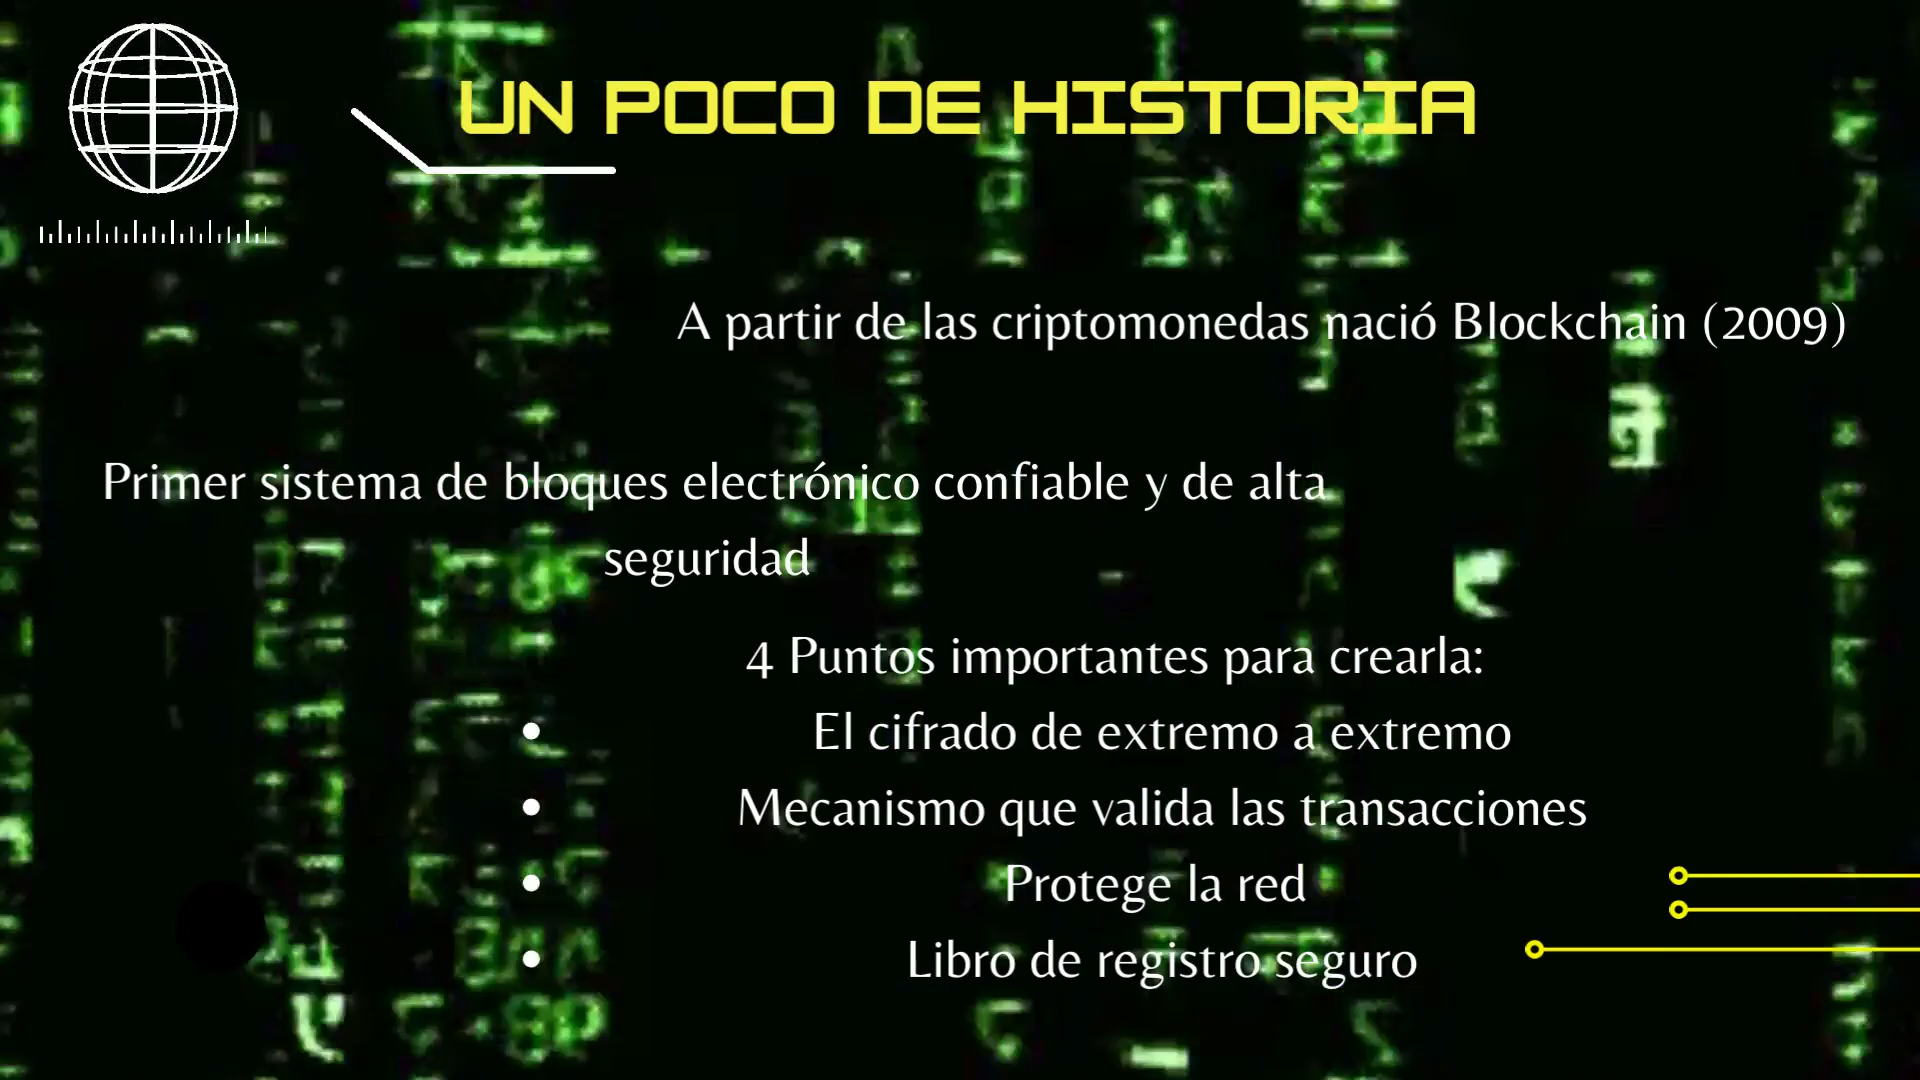 UN POCO DE HISTORIA
A partir de las criptomonedas nació Blockchain (2009)
Primer sistema de bloques electrónico confiable y de alta
seguridad
4 Puntos importantes para crearla:
• El cifrado de extremo a extremo
• Mecanismo que valida las transacciones
• Protege la red
• Libro de registro seguro